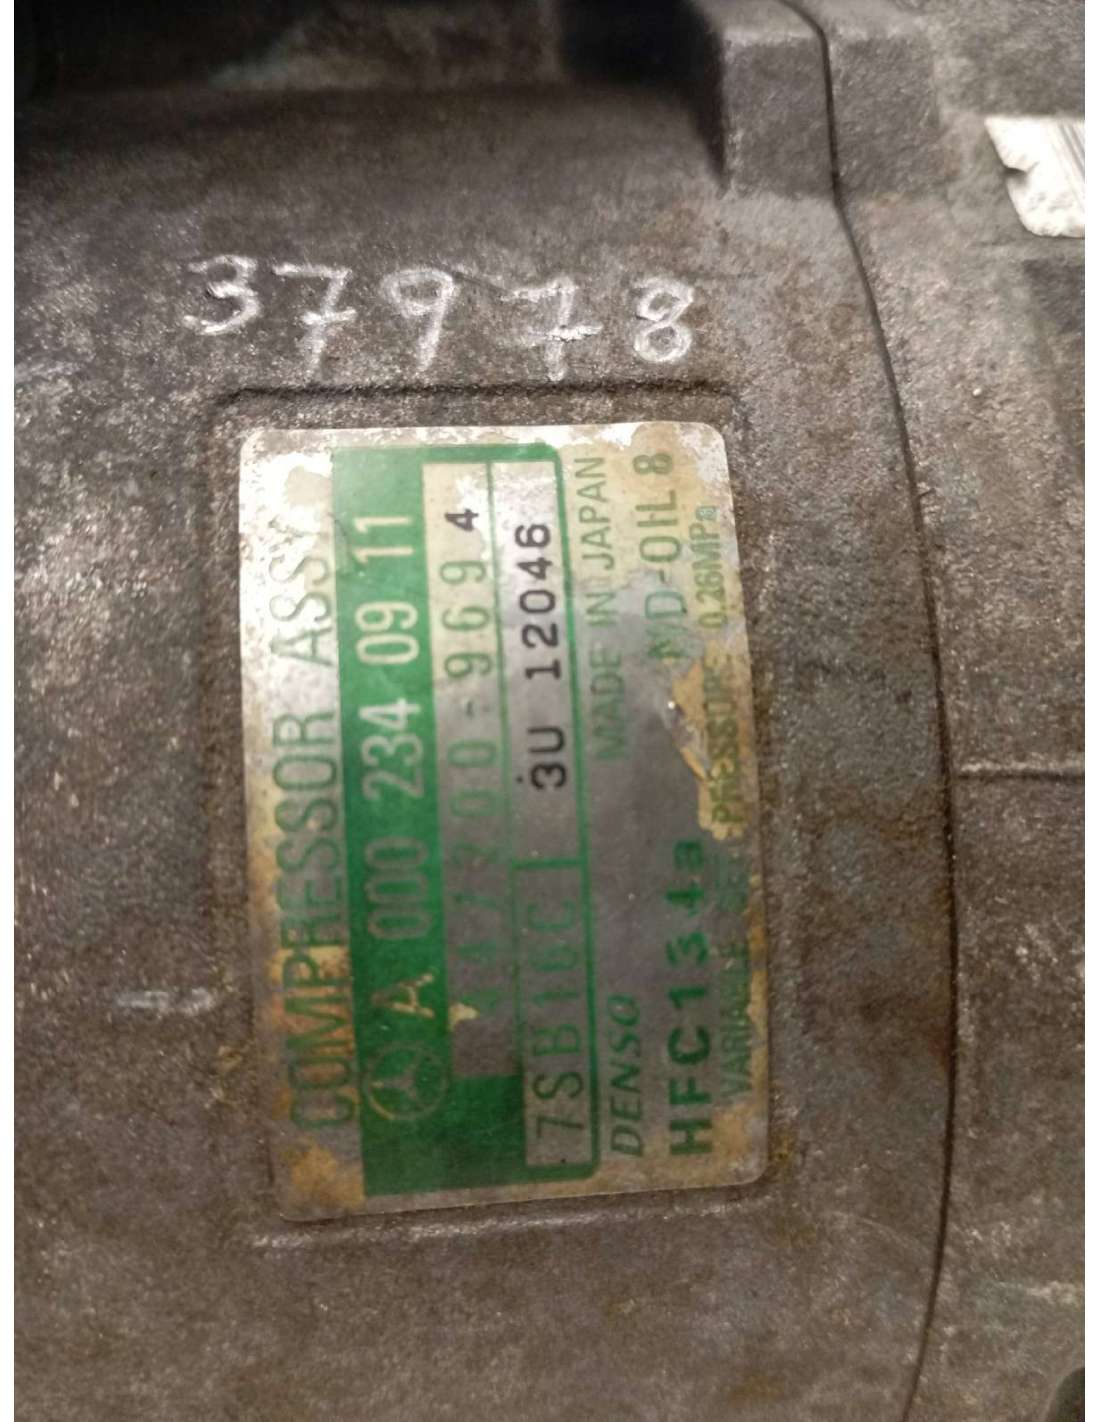 37978
COMPRESSOR ASSY
A 000 234 09 11
447200-9694
7SB16C 3U 12046
DENSO MADE IN JAPAN
HFC134a ND-OIL 8
VARIABLE SET PRESSURE 0.26MPa